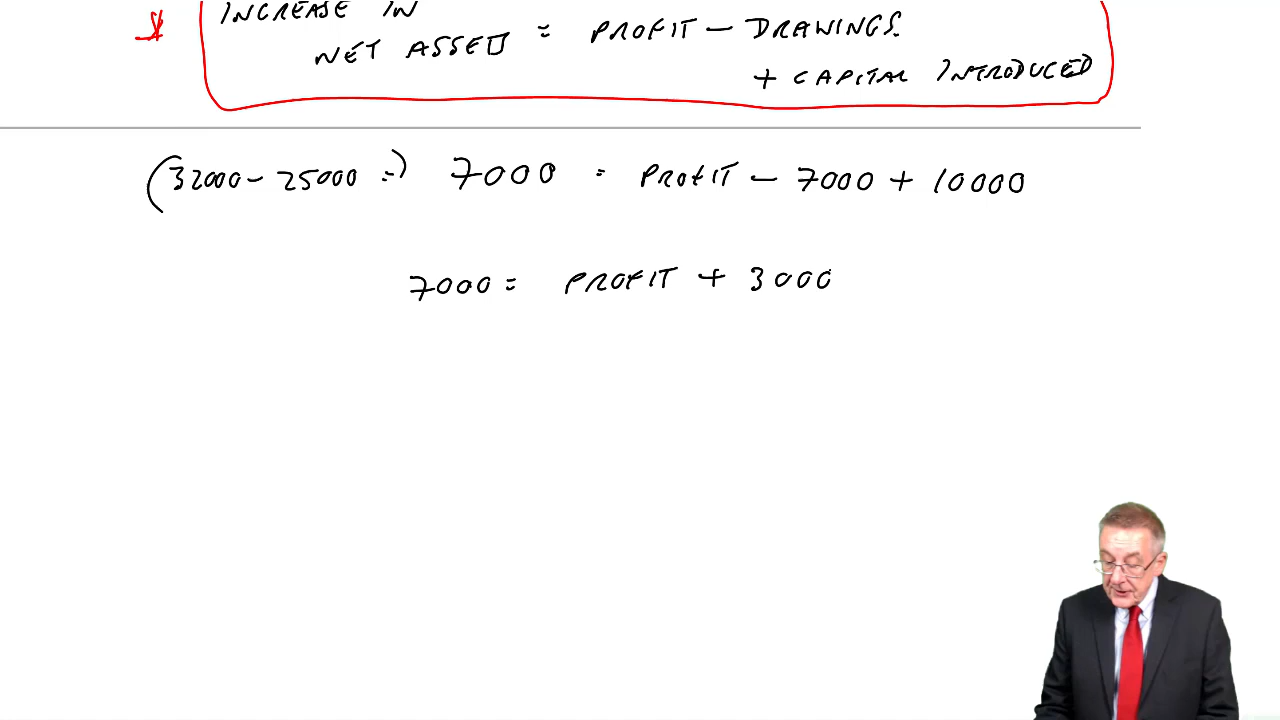 INCREASE IN
NET ASSETS = PROFIT - DRAWINGS
+ CAPITAL INTRODUCED
(32000 - 25000 =) 7000 = PROFIT - 7000 + 10000
7000 = PROFIT + 3000